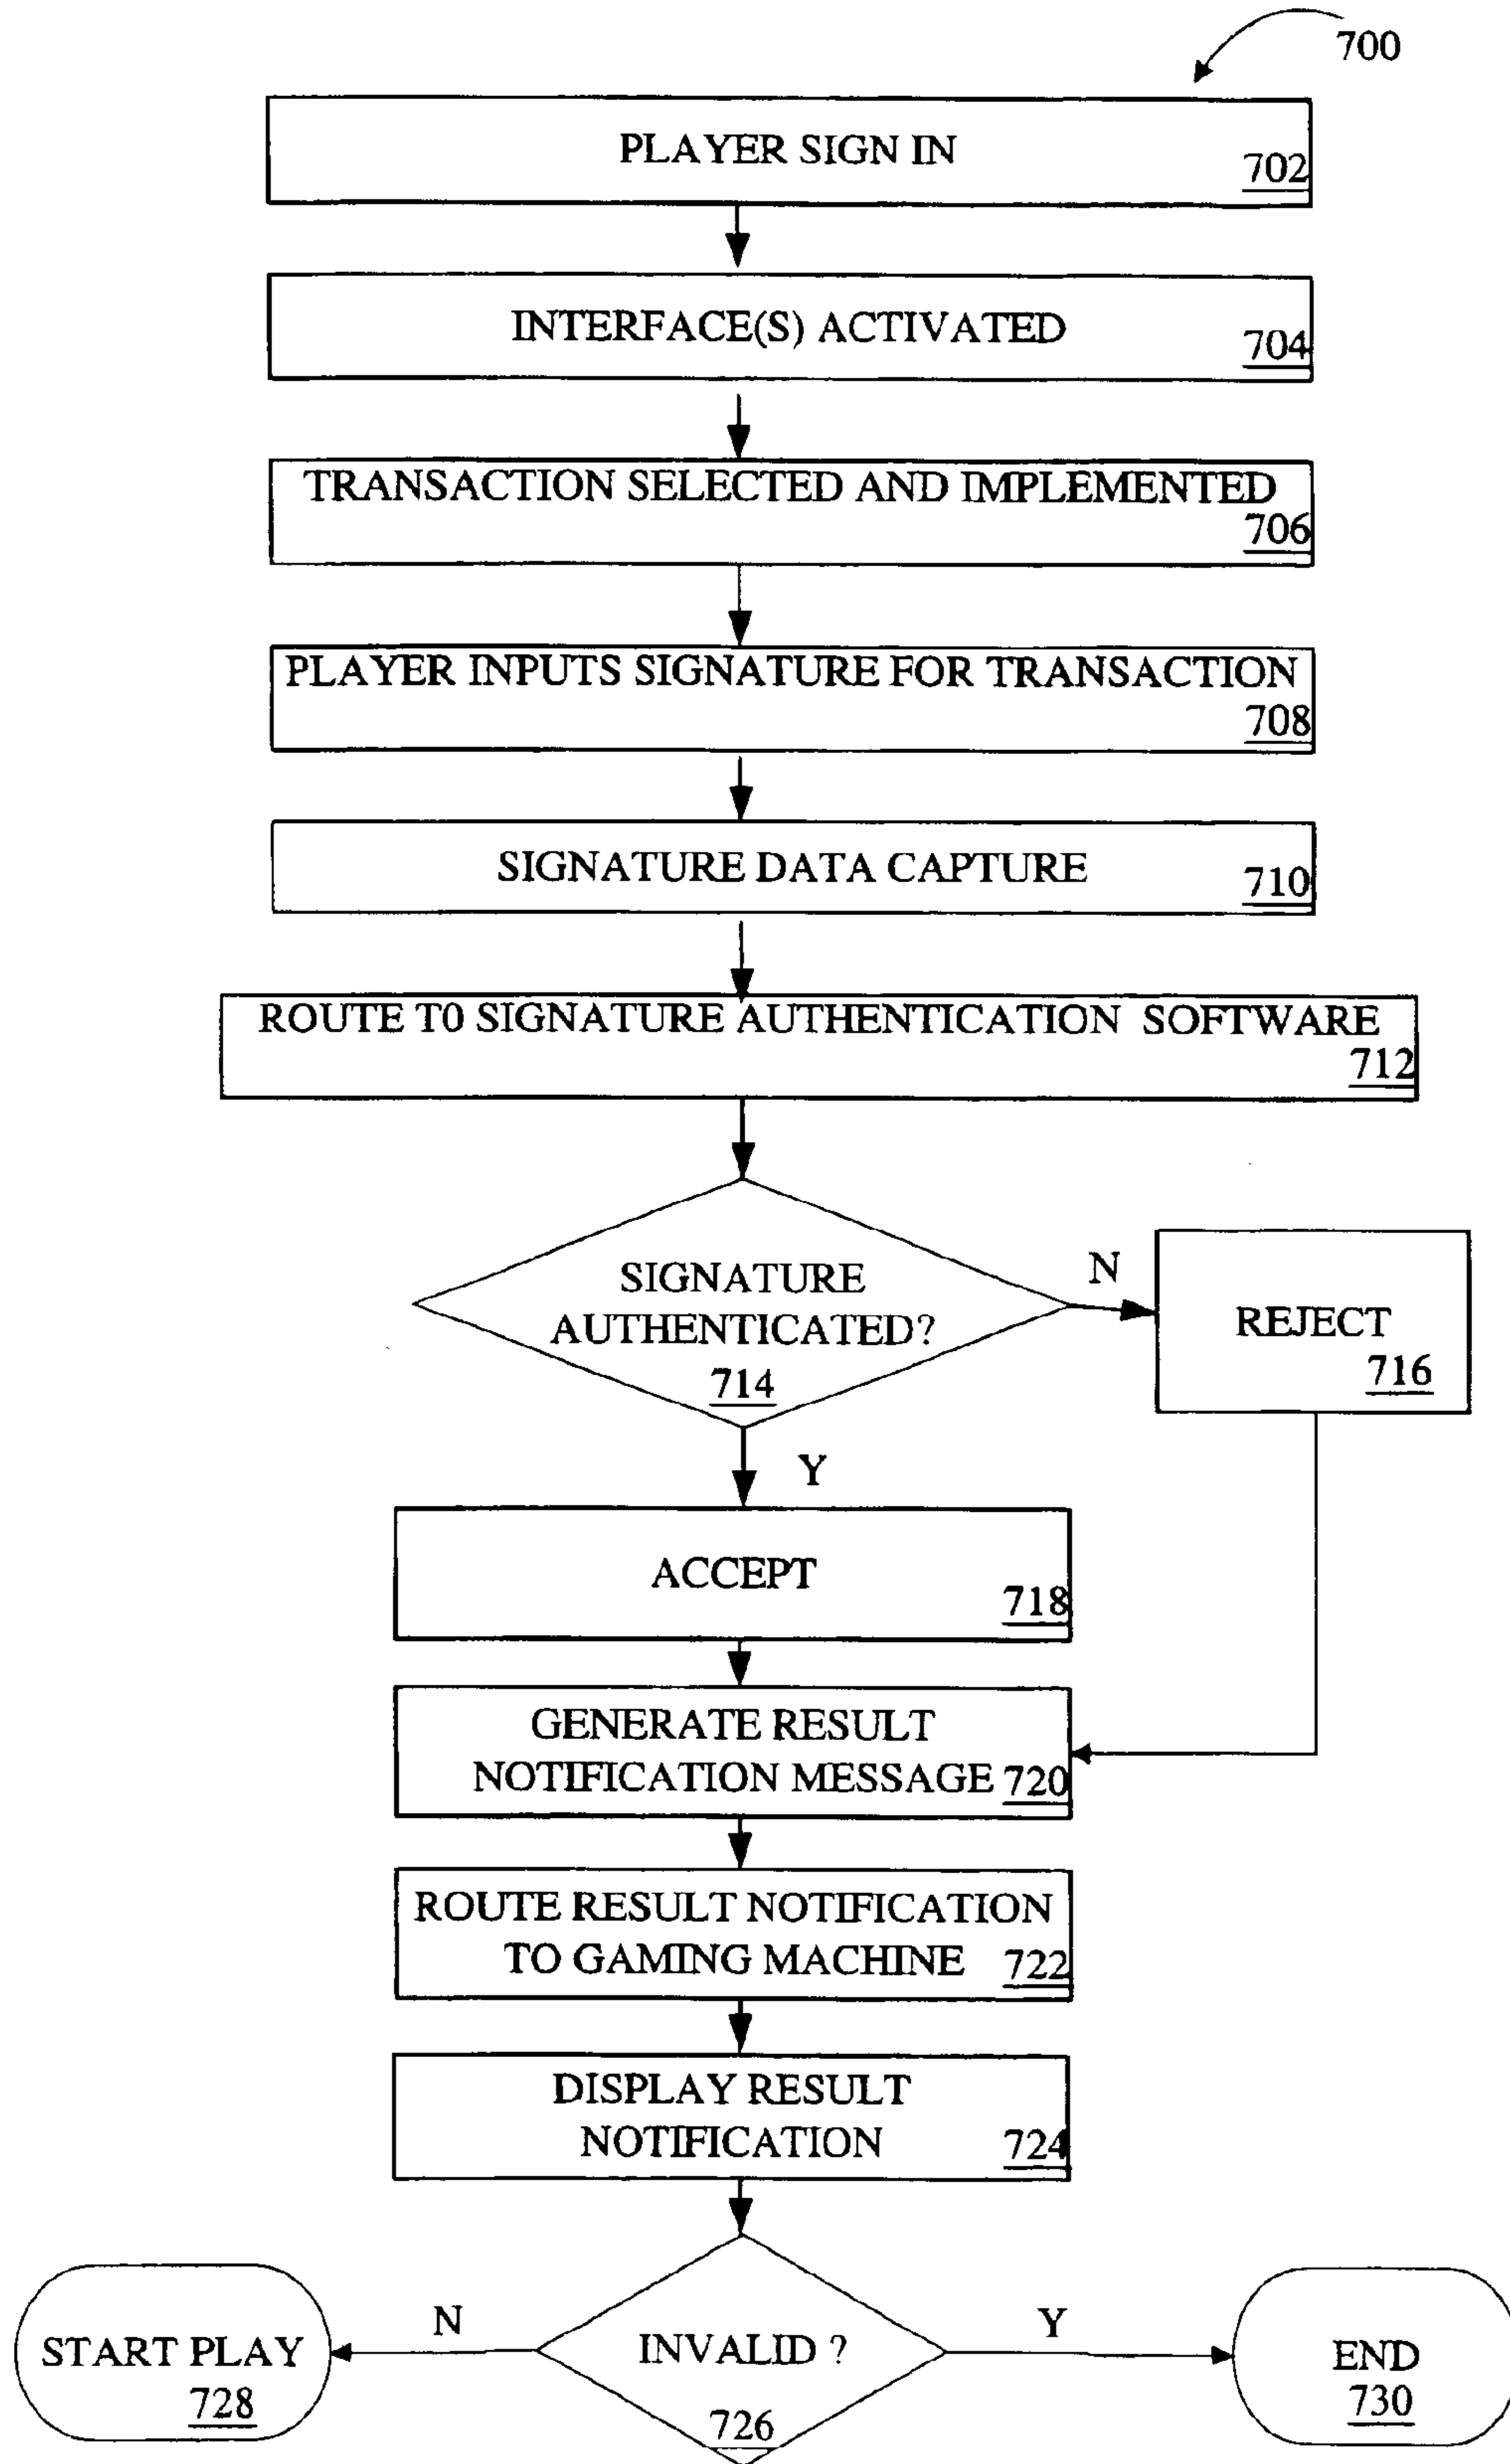 700
PLAYER SIGN IN
702
INTERFACE(S) ACTIVATED
704
TRANSACTION SELECTED AND IMPLEMENTED
706
PLAYER INPUTS SIGNATURE FOR TRANSACTION
708
SIGNATURE DATA CAPTURE
710
ROUTE TO SIGNATURE AUTHENTICATION SOFTWARE
712
SIGNATURE
AUTHENTICATED?
714
N
REJECT
716
Y
ACCEPT
718
GENERATE RESULT
NOTIFICATION MESSAGE 720
ROUTE RESULT NOTIFICATION
TO GAMING MACHINE 722
DISPLAY RESULT
NOTIFICATION 724
START PLAY
728
N
INVALID ?
726
Y
END
730